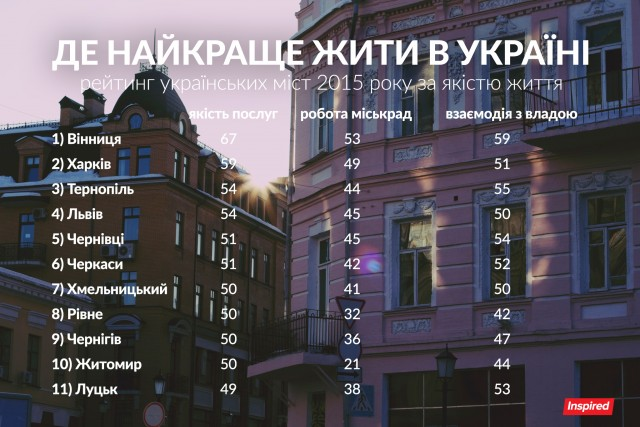 ДЕ НАЙКРАЩЕ ЖИТИ В УКРАЇНІ
рейтинг українських міст 2015 року за якістю життя
якість послуг робота міськрад взаємодія з владою
1) Вінниця 67 53 59
2) Харків 59 49 51
3) Тернопіль 54 44 55
4) Львів 54 45 50
5) Чернівці 51 45 54
6) Черкаси 51 42 52
7) Хмельницький 50 41 50
8) Рівне 50 32 42
9) Чернігів 50 36 47
10) Житомир 50 21 44
11) Луцьк 49 38 53
Inspired